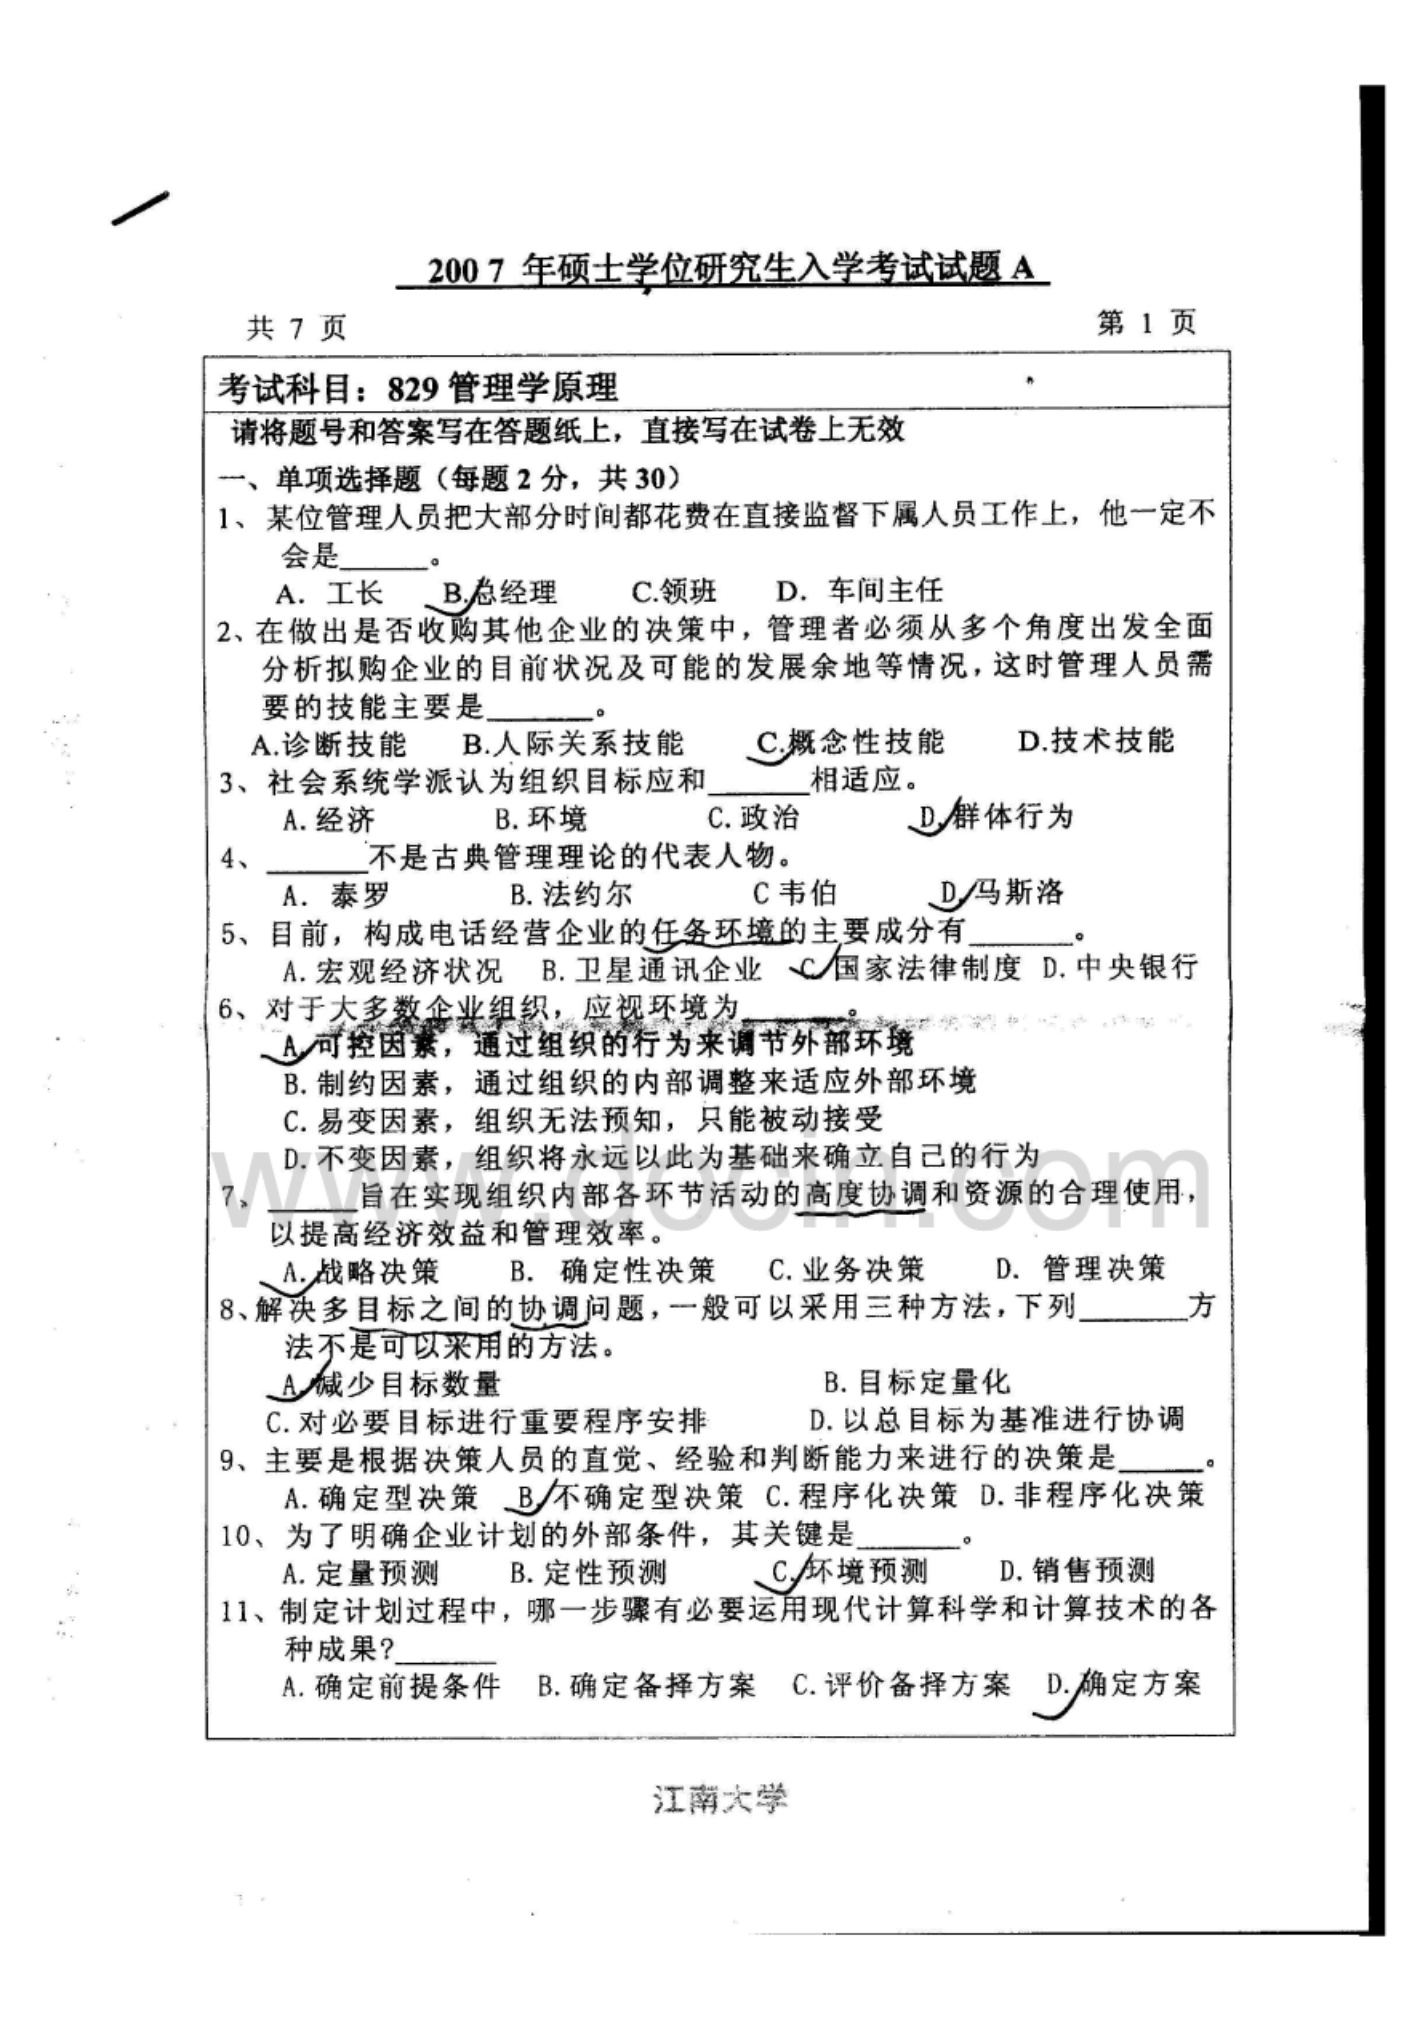 2007 年硕士学位研究生入学考试试题 A
共 7 页 第 1 页
考试科目：829 管理学原理
请将题号和答案写在答题纸上，直接写在试卷上无效
一、单项选择题（每题 2 分，共 30）
1、某位管理人员把大部分时间都花费在直接监督下属人员工作上，他一定不
会是______。
A．工长 B.总经理 C.领班 D．车间主任
2、在做出是否收购其他企业的决策中，管理者必须从多个角度出发全面
分析拟购企业的目前状况及可能的发展余地等情况，这时管理人员需
要的技能主要是______。
A.诊断技能 B.人际关系技能 C.概念性技能 D.技术技能
3、社会系统学派认为组织目标应和______相适应。
A.经济 B.环境 C.政治 D.群体行为
4、______不是古典管理理论的代表人物。
A．泰罗 B.法约尔 C 韦伯 D.马斯洛
5、目前，构成电话经营企业的任务环境的主要成分有______。
A.宏观经济状况 B.卫星通讯企业 C.国家法律制度 D.中央银行
6、对于大多数企业组织，应视环境为______。
A.可控因素，通过组织的行为来调节外部环境
B.制约因素，通过组织的内部调整来适应外部环境
C.易变因素，组织无法预知，只能被动接受
D.不变因素，组织将永远以此为基础来确立自己的行为
www.docin.com
7、______旨在实现组织内部各环节活动的高度协调和资源的合理使用，
以提高经济效益和管理效率。
A.战略决策 B．确定性决策 C.业务决策 D．管理决策
8、解决多目标之间的协调问题，一般可以采用三种方法，下列______方
法不是可以采用的方法。
A.减少目标数量 B.目标定量化
C.对必要目标进行重要程序安排 D.以总目标为基准进行协调
9、主要是根据决策人员的直觉、经验和判断能力来进行的决策是______。
A.确定型决策 B.不确定型决策 C.程序化决策 D.非程序化决策
10、为了明确企业计划的外部条件，其关键是______。
A.定量预测 B.定性预测 C.环境预测 D.销售预测
11、制定计划过程中，哪一步骤有必要运用现代计算科学和计算技术的各
种成果?______
A.确定前提条件 B.确定备择方案 C.评价备择方案 D.确定方案
江南大学